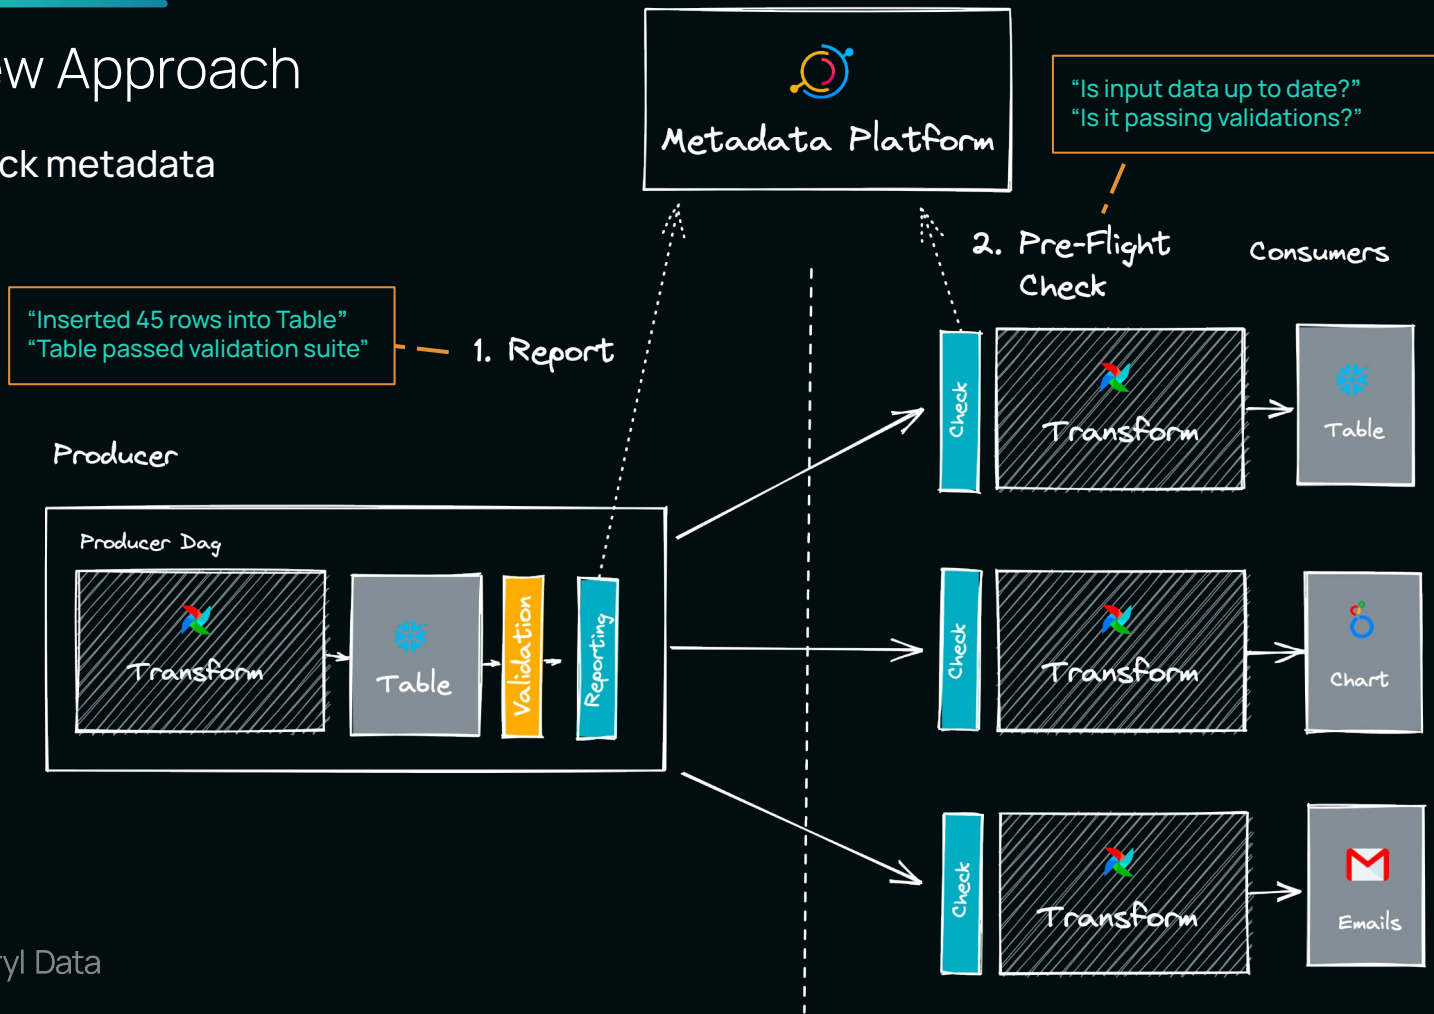 ew Approach
ck metadata
Metadata Platform
“Is input data up to date?”
“Is it passing validations?”
2. Pre-Flight
Check
Consumers
“Inserted 45 rows into Table”
“Table passed validation suite”
1. Report
Producer
Producer Dag
Transform
Table
Validation
Reporting
Check
Transform
Table
Check
Transform
Chart
Check
Transform
Emails
ryl Data